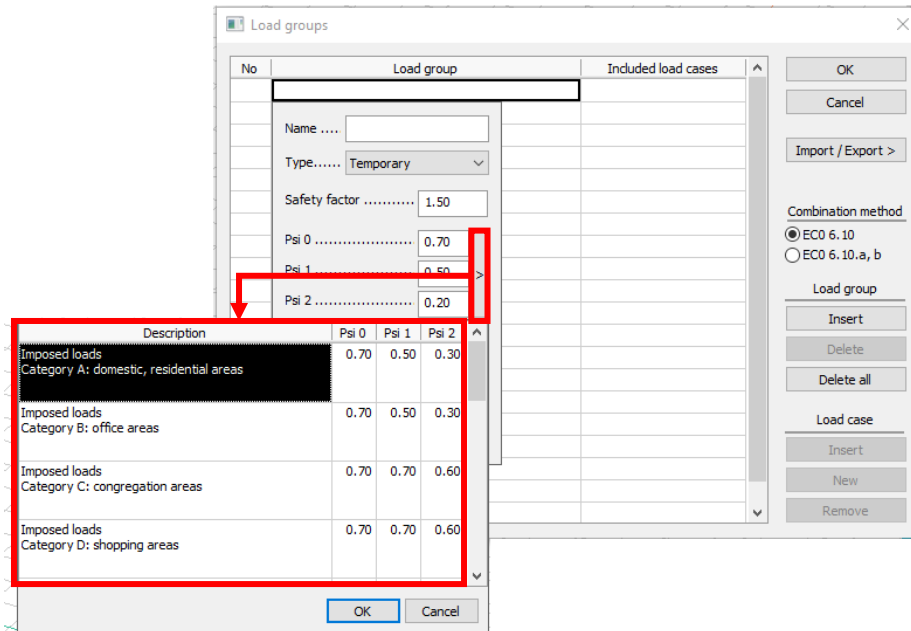 Load groups
No Load group Included load cases
OK
Cancel
Import / Export >
Name ....
Type...... Temporary
Safety factor ........... 1.50
Psi 0 ...................... 0.70
Psi 1 ...................... 0.50
>
Psi 2 ...................... 0.20
Combination method
EC0 6.10
EC0 6.10.a, b
Load group
Insert
Delete
Delete all
Load case
Insert
New
Remove
Description Psi 0 Psi 1 Psi 2
Imposed loads 0.70 0.50 0.30
Category A: domestic, residential areas
Imposed loads 0.70 0.50 0.30
Category B: office areas
Imposed loads 0.70 0.70 0.60
Category C: congregation areas
Imposed loads 0.70 0.70 0.60
Category D: shopping areas
OK Cancel